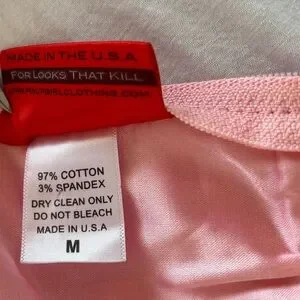 MADE IN THE U.S.A.
FOR LOOKS THAT KILL
97% COTTON
3% SPANDEX
DRY CLEAN ONLY
DO NOT BLEACH
MADE IN U.S.A
M